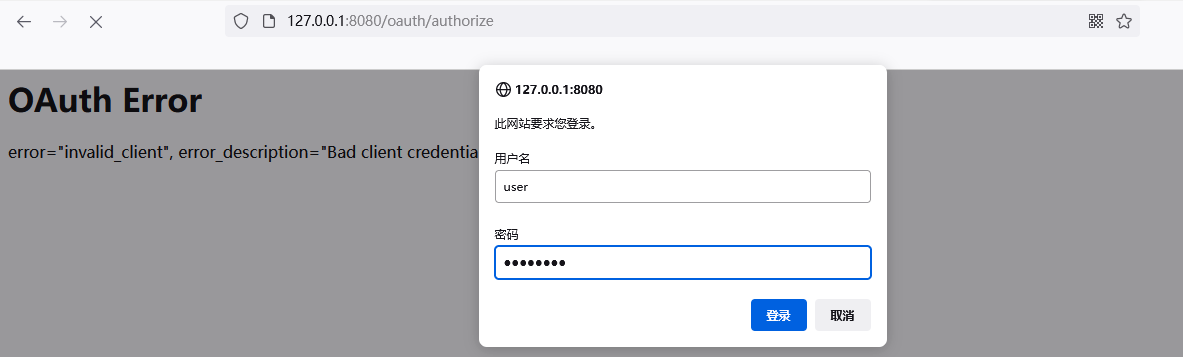 127.0.0.1:8080/oauth/authorize
OAuth Error
error="invalid_client", error_description="Bad client credentia
127.0.0.1:8080
此网站要求您登录。
用户名
user
密码
••••••••
登录 取消